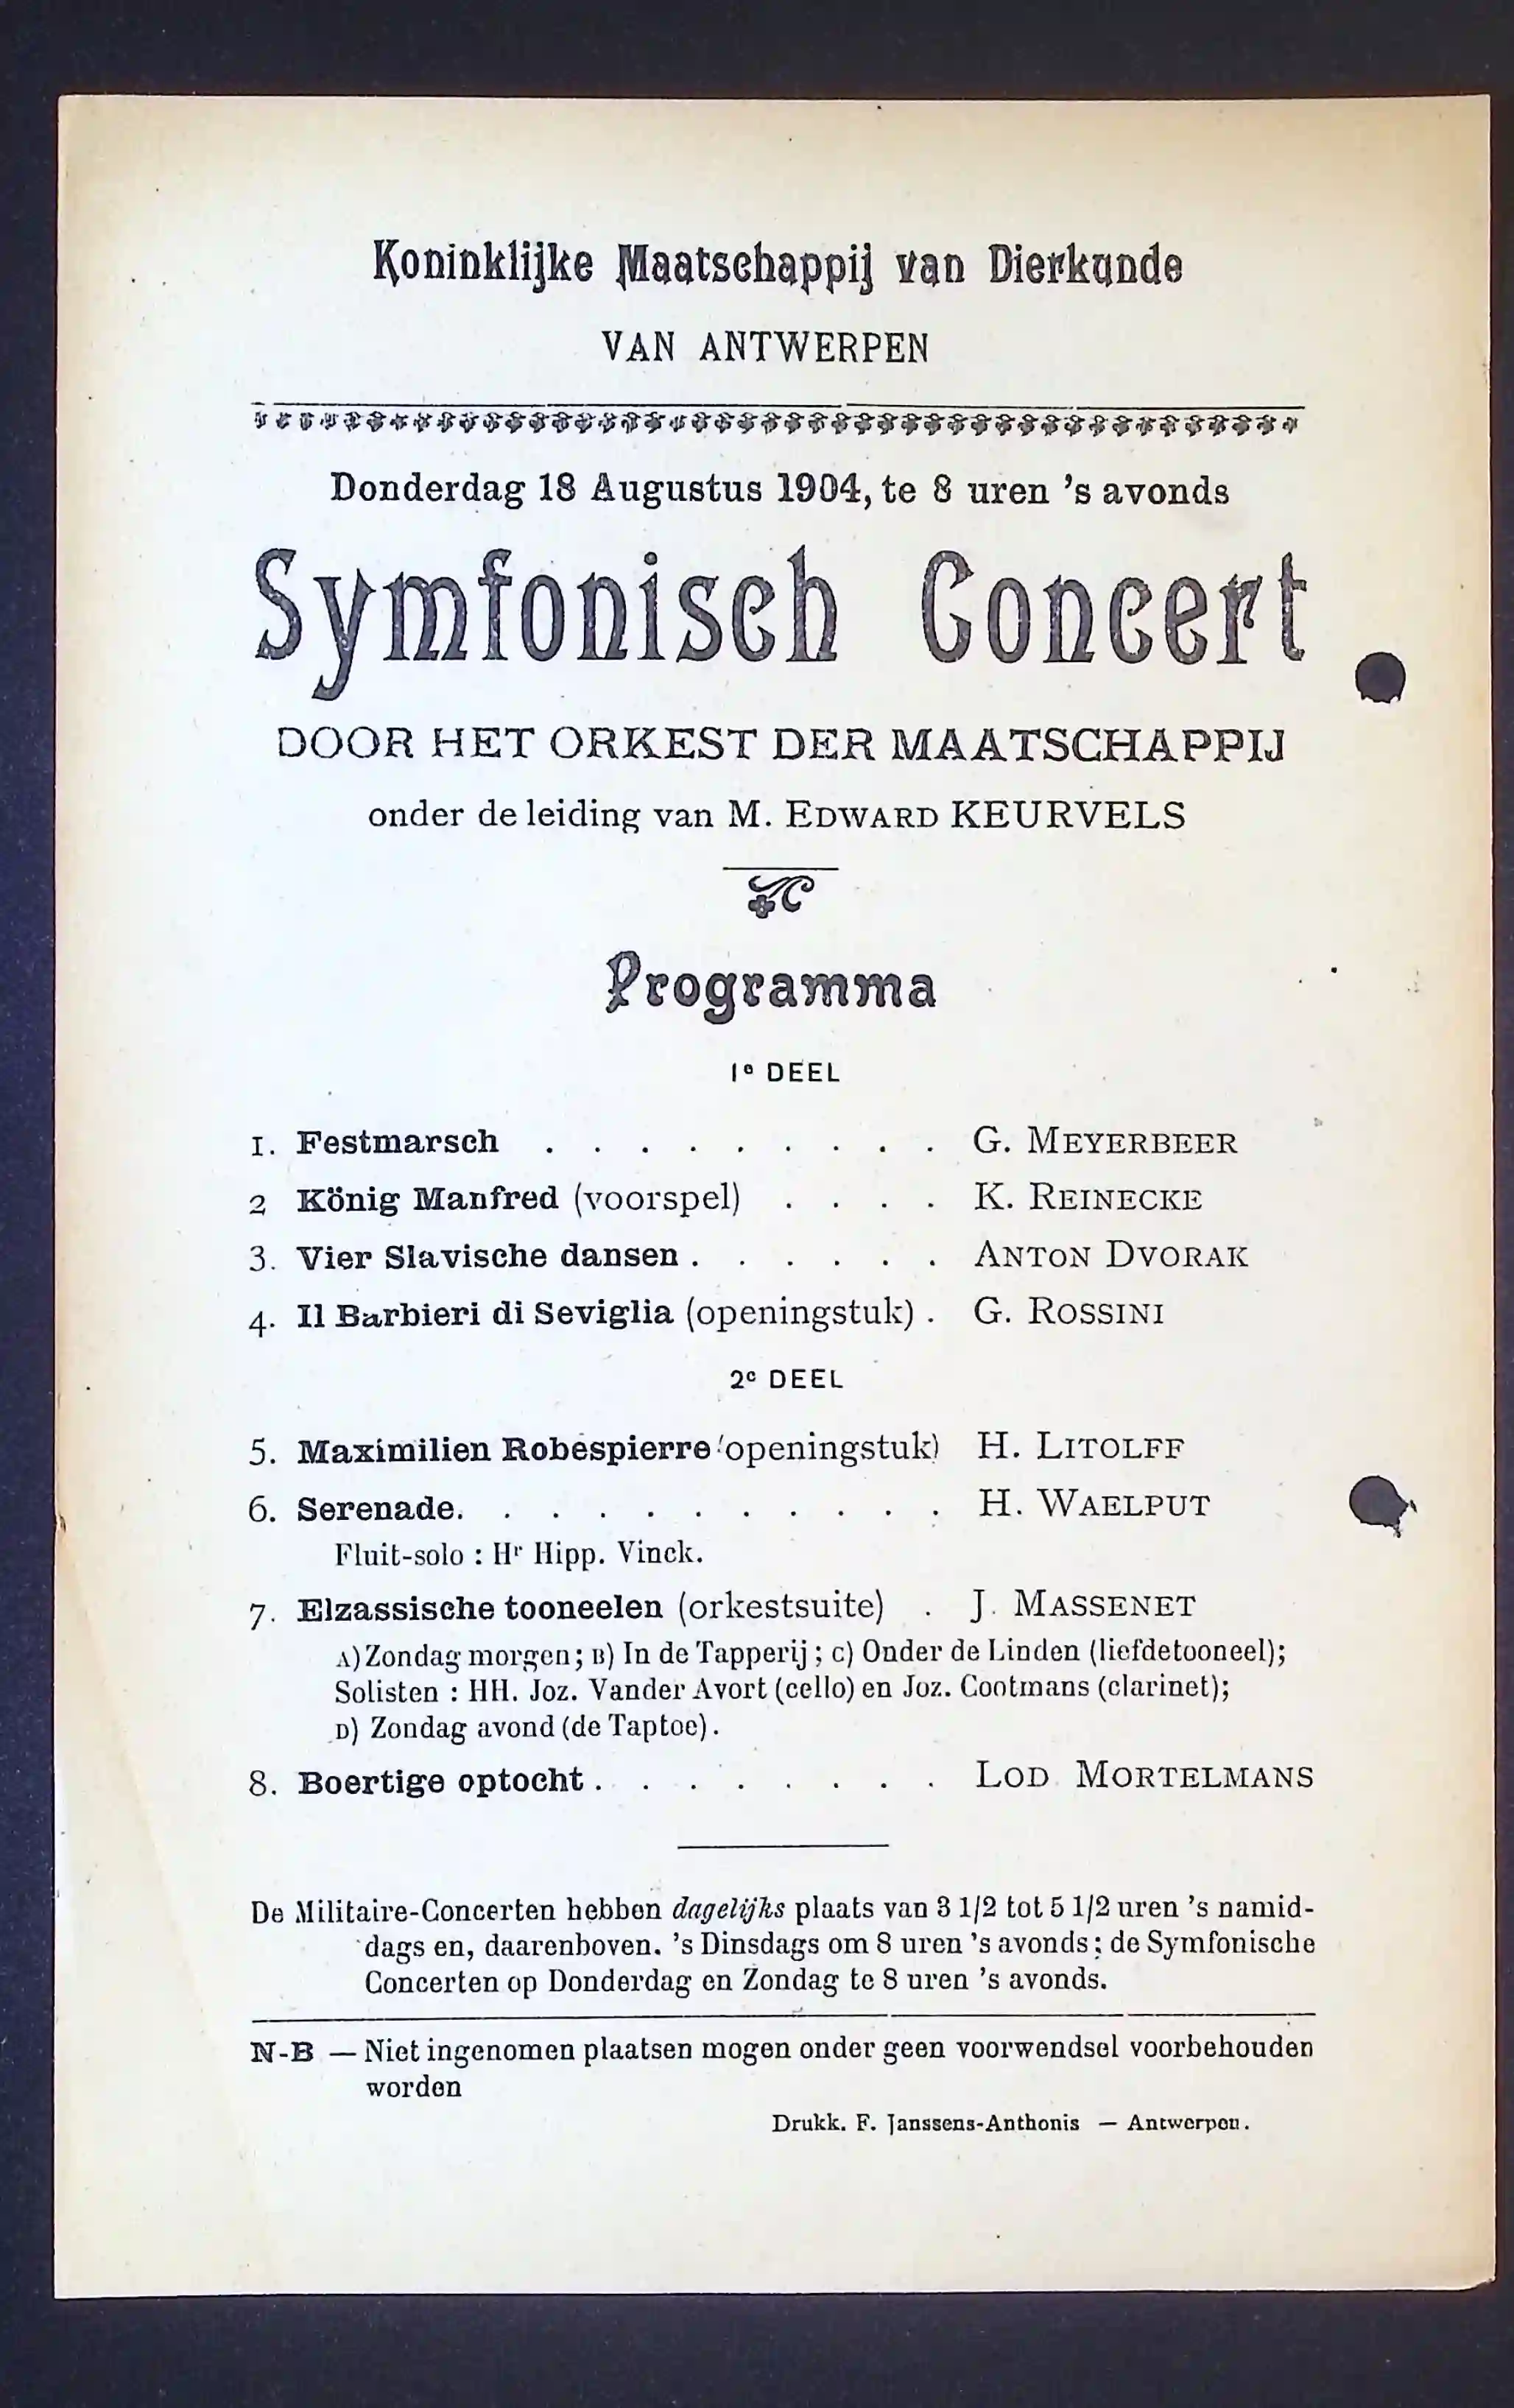 Koninklijke Maatschappij van Dierkunde
VAN ANTWERPEN
Donderdag 18 Augustus 1904, te 8 uren 's avonds
Symfonisch Concert
DOOR HET ORKEST DER MAATSCHAPPIJ
onder de leiding van M. EDWARD KEURVELS
Programma
1e DEEL
1. Festmarsch . . . . . . . . . G. MEYERBEER
2 König Manfred (voorspel) . . . . K. REINECKE
3. Vier Slavische dansen . . . . . . ANTON DVORAK
4. Il Barbieri di Seviglia (openingstuk) . G. ROSSINI
2e DEEL
5. Maximilien Robespierre (openingstuk) H. LITOLFF
6. Serenade. . . . . . . . . . . H. WAELPUT
Fluit-solo : Hr Hipp. Vinck.
7. Elzassische tooneelen (orkestsuite) . J. MASSENET
A) Zondag morgen; B) In de Tapperij ; C) Onder de Linden (liefdetooneel);
Solisten : HH. Joz. Vander Avort (cello) en Joz. Cootmans (clarinet);
D) Zondag avond (de Taptoe).
8. Boertige optocht . . . . . . . . LOD MORTELMANS
De Militaire-Concerten hebben dagelijks plaats van 3 1/2 tot 5 1/2 uren 's namid-
dags en, daarenboven. 's Dinsdags om 8 uren 's avonds ; de Symfonische
Concerten op Donderdag en Zondag te 8 uren 's avonds.
N-B — Niet ingenomen plaatsen mogen onder geen voorwendsel voorbehouden
worden
Drukk. F. Janssens-Anthonis — Antwerpen.